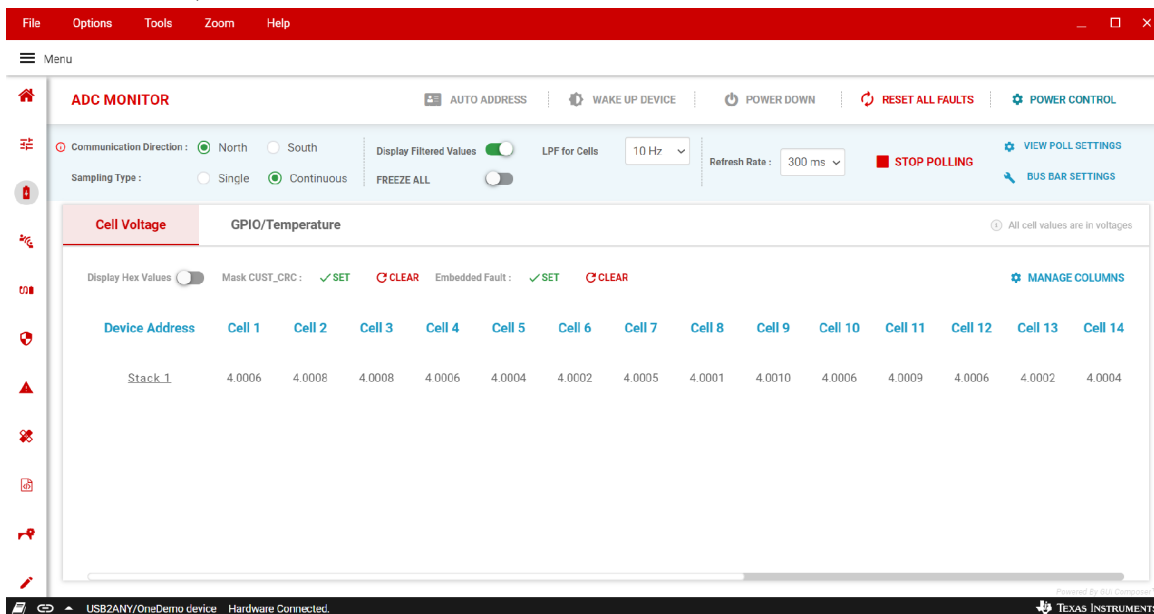 File Options Tools Zoom Help
Menu
ADC MONITOR AUTO ADDRESS WAKE UP DEVICE POWER DOWN RESET ALL FAULTS POWER CONTROL
Communication Direction : North South Display Filtered Values LPF for Cells 10 Hz Refresh Rate : 300 ms STOP POLLING VIEW POLL SETTINGS
Sampling Type : Single Continuous FREEZE ALL BUS BAR SETTINGS
Cell Voltage GPIO/Temperature All cell values are in voltages
Display Hex Values Mask CUST_CRC : SET CLEAR Embedded Fault : SET CLEAR MANAGE COLUMNS
Device Address Cell 1 Cell 2 Cell 3 Cell 4 Cell 5 Cell 6 Cell 7 Cell 8 Cell 9 Cell 10 Cell 11 Cell 12 Cell 13 Cell 14
Stack 1 4.0006 4.0008 4.0008 4.0006 4.0004 4.0002 4.0005 4.0001 4.0010 4.0006 4.0009 4.0006 4.0002 4.0004
Powered By GUI Composer
USB2ANY/OneDemo device Hardware Connected. TEXAS INSTRUMENTS